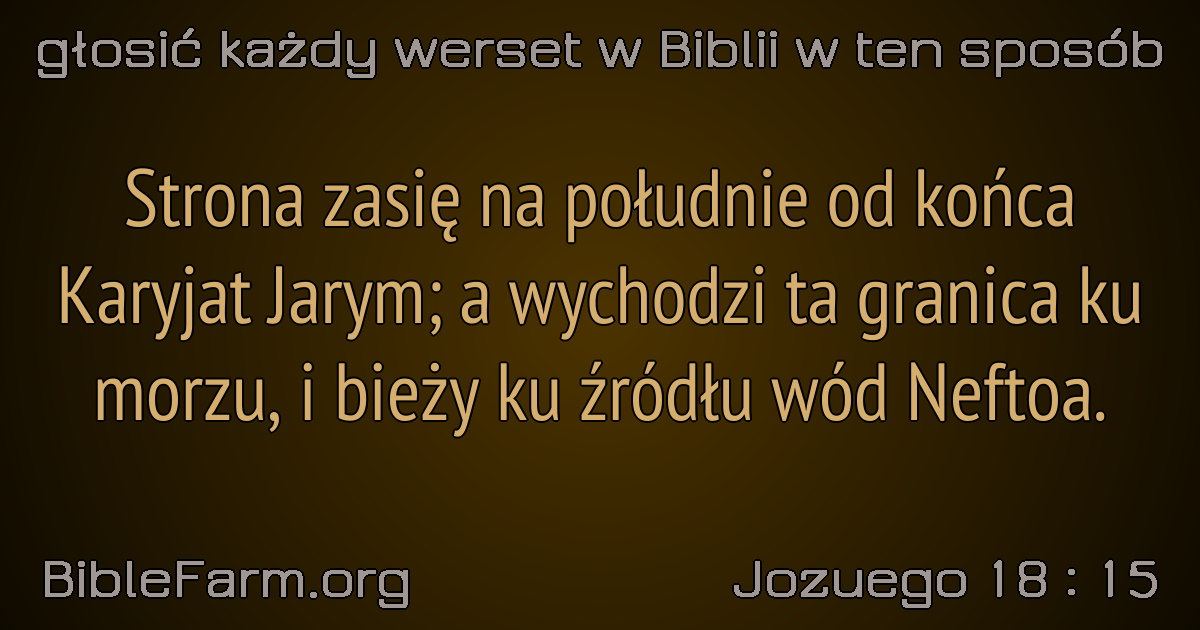 głosić każdy werset w Biblii w ten sposób
Strona zasię na południe od końca
Karyjat Jarym; a wychodzi ta granica ku
morzu, i bieży ku źródłu wód Neftoa.
BibleFarm.org
Jozuego 18 : 15